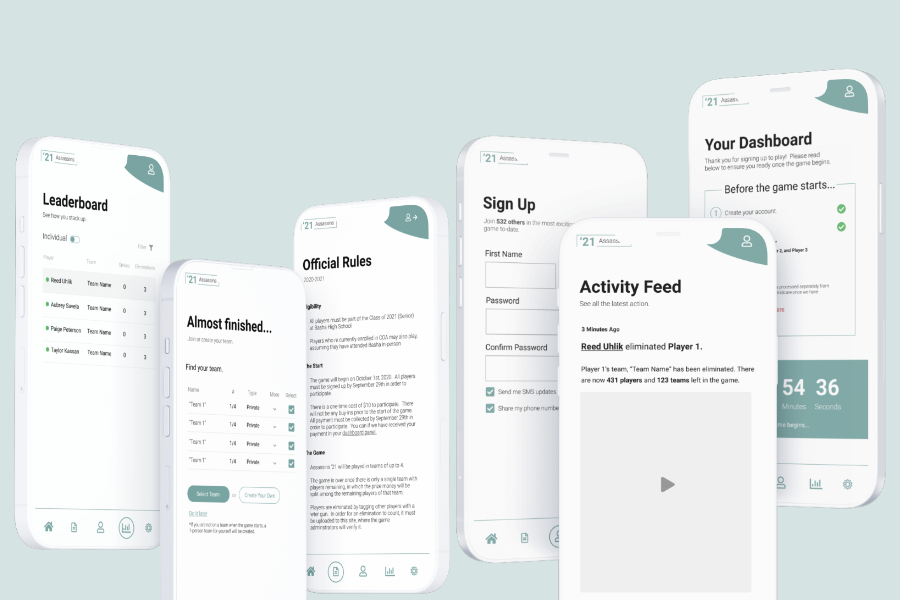 '21 Assassins
Leaderboard
See how you stack up.
Individual
Filter
Player Team
Reed Uhlik Team Name 0 3
Aubrey Savela Team Name 0 3
Paige Peterson Team Name 0 3
Taylor Kassan Team Name 0 3
'21 Assassins
Almost finished...
Join or create your team.
Find your team.
Name # Type More Select
"Team 1" 1/4 Private
"Team 1" 1/4 Private
"Team 1" 1/4 Private
"Team 1" 1/4 Private
Select Team or Create Your Own
Do it later
*If you are not on a team when the game starts, a
1-person team for yourself will be created.
'21 Assassins
Official Rules
2020-2021
ligibility
All players must be part of the Class of 2021 (Senior)
at Basha High School
Players who're currently enrolled in CCA may also play,
assuming they have attended Basha in-person
he Start
The game will begin on October 1st, 2020. All players
must be signed up by September 29th in order to
participate.
There is a one-time cost of $10 to participate. There
will not be any buy-ins prior to the start of the game.
All payment must be collected by September 29th in
order to participate. You can if we have received your
payment in your dashboard panel.
he Game
Assassins '21 will be played in teams of up to 4.
The game is over once there is only a single team with
players remaining, in which the prize money will be
split among the remaining players of that team.
Players are eliminated by tagging other players with a
water gun. In order for an elimination to count, it must
be uploaded to this site, where the game
administrators will verify it.
'21 Assass.
Sign Up
Join 532 others in the most exciting
game to-date.
First Name
Password
Confirm Password
Send me SMS updates
Share my phone number
'21 Assass.
Activity Feed
See all the latest action.
3 Minutes Ago
Reed Uhlik eliminated Player 1.
Player 1's team, "Team Name" has been eliminated. There
are now 431 players and 123 teams left in the game.
'21 Assass.
Your Dashboard
Thank you for signing up to play! Please read
below to ensure you ready once the game begins.
Before the game starts...
1 Create your account
2, and Player 3
54 36
Minutes Seconds
me begins...